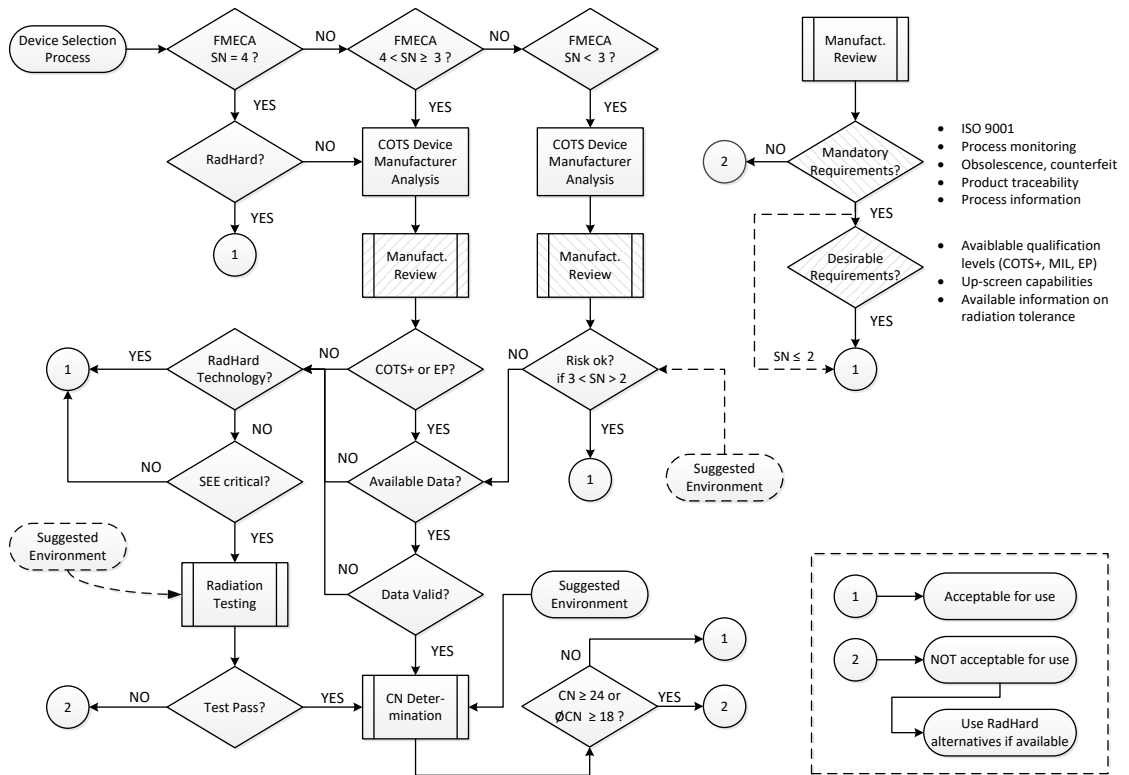 Device Selection
Process
FMECA
SN = 4 ?
NO
FMECA
4 < SN ≥ 3 ?
NO
FMECA
SN < 3 ?
YES
YES
YES
RadHard?
NO
COTS Device
Manufacturer
Analysis
COTS Device
Manufacturer
Analysis
YES
1
Manufact.
Review
Manufact.
Review
1
YES
RadHard
Technology?
NO
COTS+ or EP?
NO
Risk ok?
if 3 < SN > 2
NO
YES
YES
NO
SEE critical?
NO
Available Data?
1
Suggested
Environment
YES
YES
Suggested
Environment
Radiation
Testing
NO
Data Valid?
Suggested
Environment
YES
NO
1
2
NO
Test Pass?
YES
CN Deter-
mination
CN ≥ 24 or
ØCN ≥ 18 ?
YES
2
Manufact.
Review
2
NO
Mandatory
Requirements?
• ISO 9001
• Process monitoring
• Obsolescence, counterfeit
• Product traceability
• Process information
YES
Desirable
Requirements?
• Availblable qualification
levels (COTS+, MIL, EP)
• Up-screen capabilities
• Available information on
radiation tolerance
YES
SN ≤ 2
1
1
Acceptable for use
2
NOT acceptable for use
Use RadHard
alternatives if available